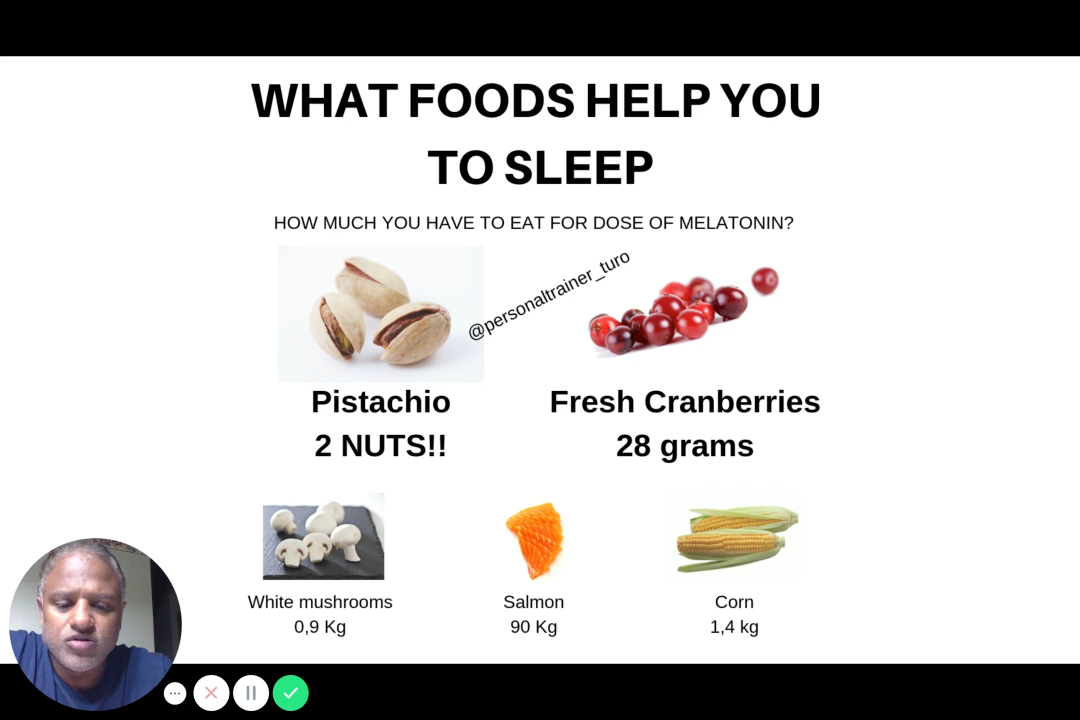 WHAT FOODS HELP YOU
TO SLEEP
HOW MUCH YOU HAVE TO EAT FOR DOSE OF MELATONIN?
@personaltrainer_turo
Pistachio
2 NUTS!!
Fresh Cranberries
28 grams
White mushrooms
0,9 Kg
Salmon
90 Kg
Corn
1,4 kg